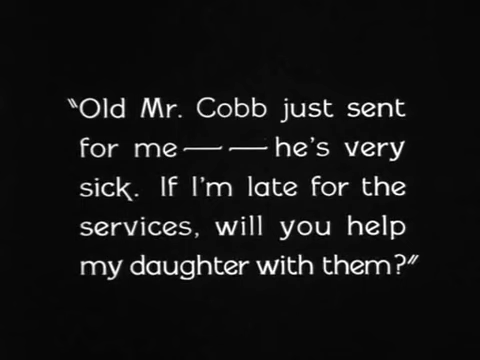 "Old Mr. Cobb just sent
for me — — he's very
sick. If I'm late for the
services, will you help
my daughter with them?"